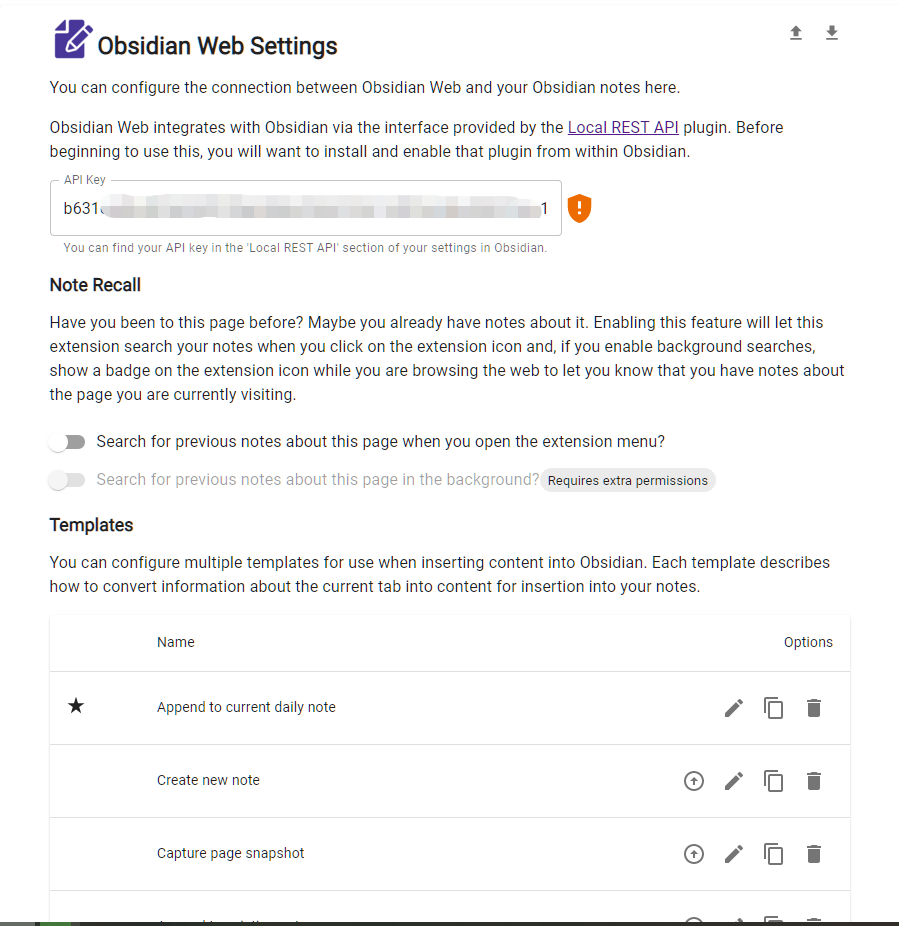 Obsidian Web Settings
You can configure the connection between Obsidian Web and your Obsidian notes here.
Obsidian Web integrates with Obsidian via the interface provided by the Local REST API plugin. Before
beginning to use this, you will want to install and enable that plugin from within Obsidian.
API Key
b631 1
You can find your API key in the 'Local REST API' section of your settings in Obsidian.
Note Recall
Have you been to this page before? Maybe you already have notes about it. Enabling this feature will let this
extension search your notes when you click on the extension icon and, if you enable background searches,
show a badge on the extension icon while you are browsing the web to let you know that you have notes about
the page you are currently visiting.
Search for previous notes about this page when you open the extension menu?
Search for previous notes about this page in the background? Requires extra permissions
Templates
You can configure multiple templates for use when inserting content into Obsidian. Each template describes
how to convert information about the current tab into content for insertion into your notes.
Name Options
Append to current daily note
Create new note
Capture page snapshot